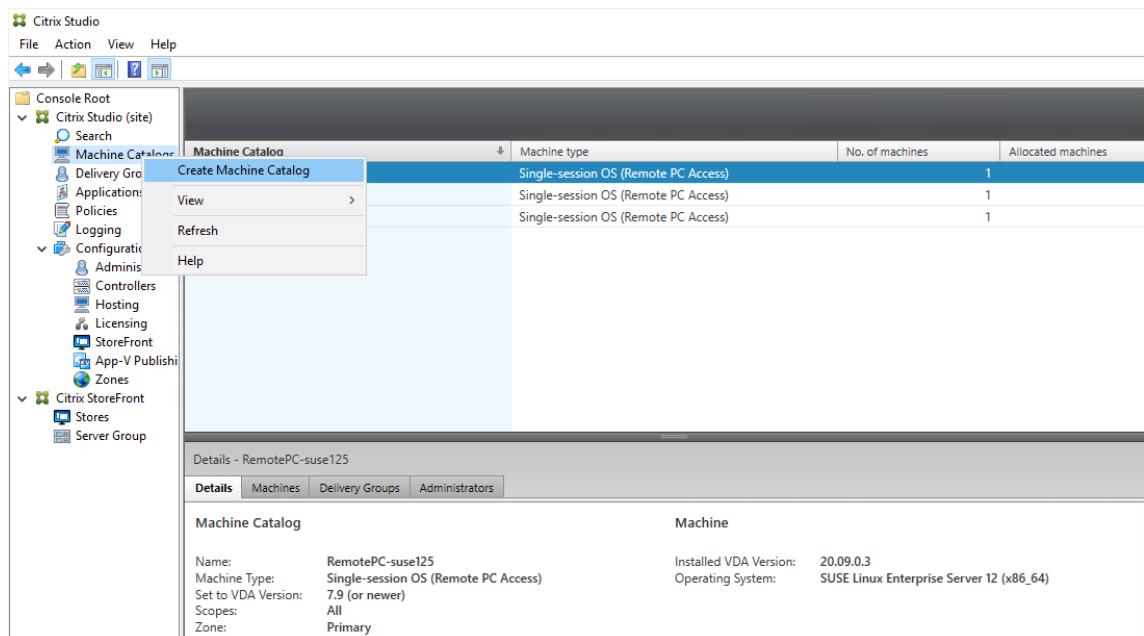 Citrix Studio
File Action View Help
Console Root
Citrix Studio (site)
Search
Machine Catalogs
Delivery Gro
Applications
Policies
Logging
Configuratio
Adminis
Controllers
Hosting
Licensing
StoreFront
App-V Publishi
Zones
Citrix StoreFront
Stores
Server Group
Create Machine Catalog
View
Refresh
Help
Machine Catalog Machine type No. of machines Allocated machines
Single-session OS (Remote PC Access) 1
Single-session OS (Remote PC Access) 1
Single-session OS (Remote PC Access) 1
Details - RemotePC-suse125
Details Machines Delivery Groups Administrators
Machine Catalog
Name: RemotePC-suse125
Machine Type: Single-session OS (Remote PC Access)
Set to VDA Version: 7.9 (or newer)
Scopes: All
Zone: Primary
Machine
Installed VDA Version: 20.09.0.3
Operating System: SUSE Linux Enterprise Server 12 (x86_64)